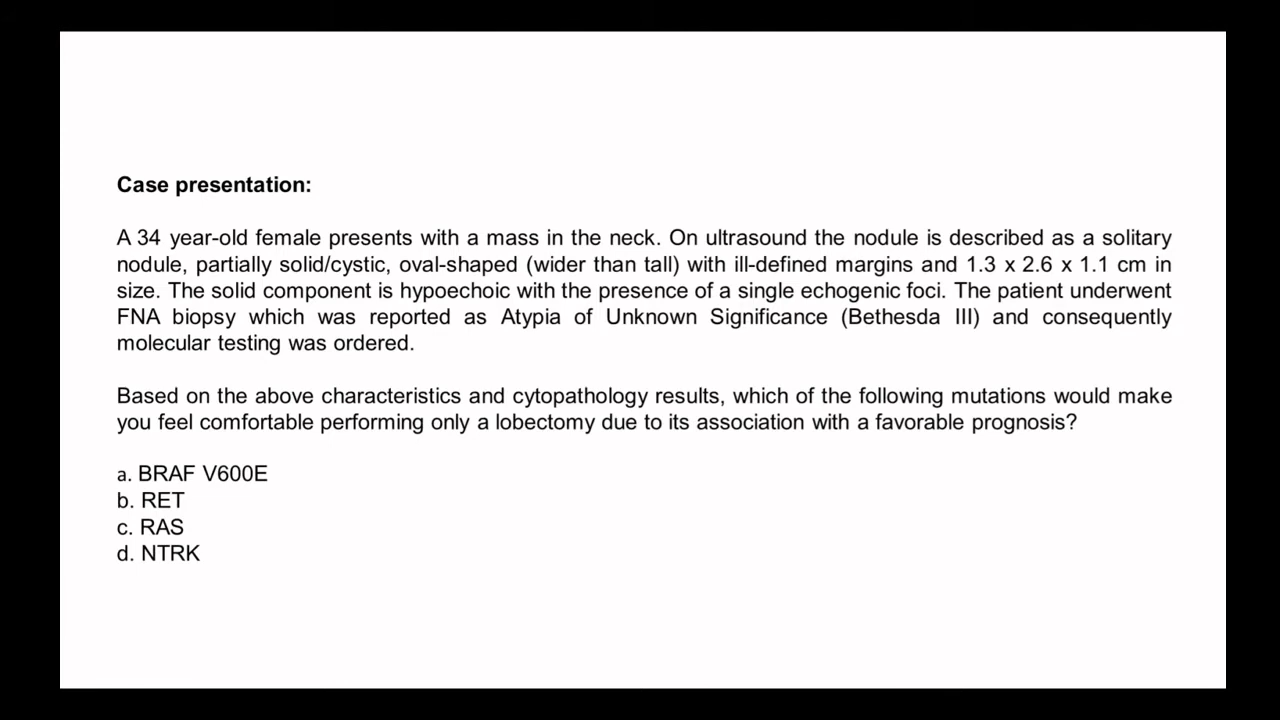 Case presentation:
A 34 year-old female presents with a mass in the neck. On ultrasound the nodule is described as a solitary
nodule, partially solid/cystic, oval-shaped (wider than tall) with ill-defined margins and 1.3 x 2.6 x 1.1 cm in
size. The solid component is hypoechoic with the presence of a single echogenic foci. The patient underwent
FNA biopsy which was reported as Atypia of Unknown Significance (Bethesda III) and consequently
molecular testing was ordered.
Based on the above characteristics and cytopathology results, which of the following mutations would make
you feel comfortable performing only a lobectomy due to its association with a favorable prognosis?
a. BRAF V600E
b. RET
c. RAS
d. NTRK